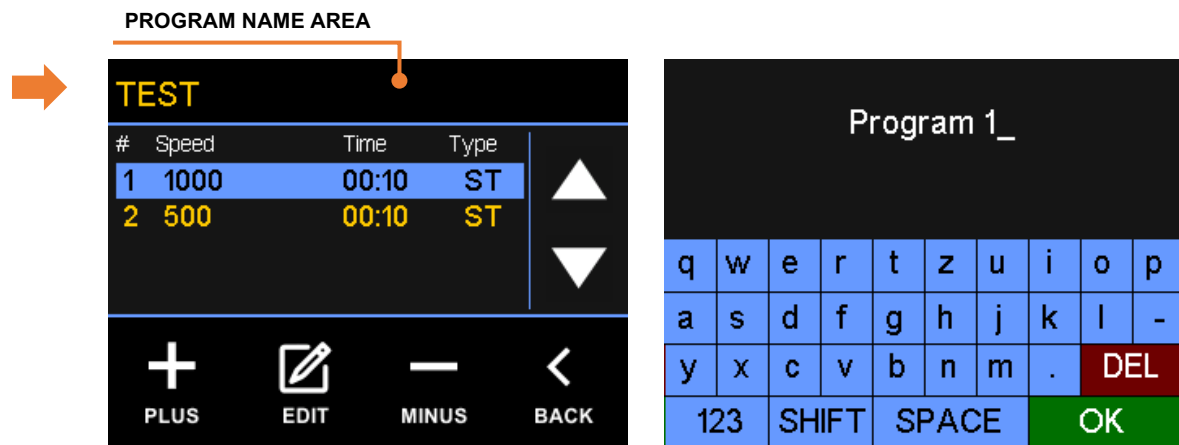 PROGRAM NAME AREA
TEST
# Speed Time Type
1 1000 00:10 ST
2 500 00:10 ST
PLUS EDIT MINUS BACK
Program 1_
q w e r t z u i o p
a s d f g h j k l -
y x c v b n m . DEL
123 SHIFT SPACE OK